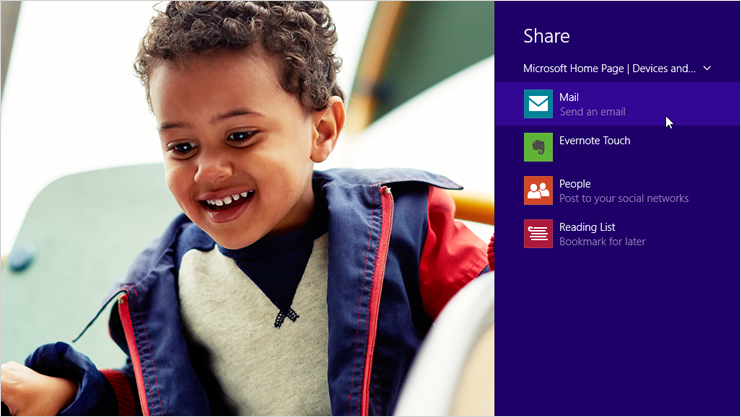 Share
Microsoft Home Page | Devices and...
Mail
Send an email
Evernote Touch
People
Post to your social networks
Reading List
Bookmark for later